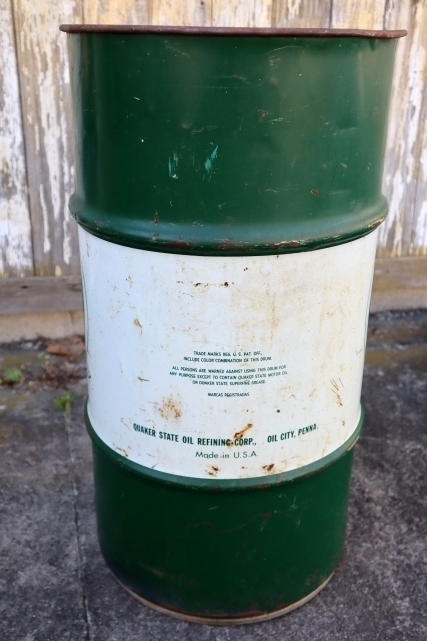 TRADE MARKS REG. U. S. PAT. OFF.,
INCLUDE COLOR COMBINATION OF THIS DRUM.
ALL PERSONS ARE WARNED AGAINST USING THIS DRUM FOR
ANY PURPOSE EXCEPT TO CONTAIN QUAKER STATE MOTOR OIL
OR QUAKER STATE SUPERFINE GREASE.
MARCAS REGISTRADAS
QUAKER STATE OIL REFINING CORP., OIL CITY, PENNA.
Made in U.S.A.